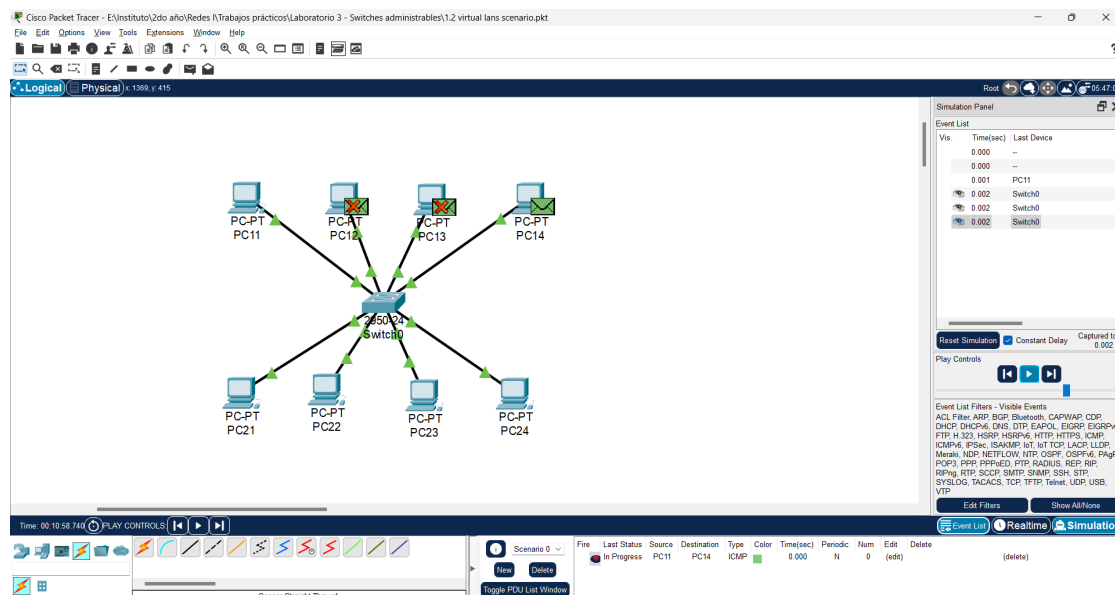 Cisco Packet Tracer - E:\Instituto\2do año\Redes I\Trabajos prácticos\Laboratorio 3 - Switches administrables\1.2 virtual lans scenario.pkt
File Edit Options View Tools Extensions Window Help
Logical Physical x: 1369, y: 415
Root 05:47:0
Simulation Panel
Event List
Vis. Time(sec) Last Device
0.000 --
0.000 --
0.001 PC11
0.002 Switch0
0.002 Switch0
0.002 Switch0
PC-PT
PC11
PC-PT
PC12
PC-PT
PC13
PC-PT
PC14
2950-24
Switch0
PC-PT
PC21
PC-PT
PC22
PC-PT
PC23
PC-PT
PC24
Reset Simulation Constant Delay Captured to
0.002
Play Controls
Event List Filters - Visible Events
ACL Filter, ARP, BGP, Bluetooth, CAPWAP, CDP,
DHCP, DHCPv6, DNS, DTP, EAPOL, EIGRP, EIGRPv
FTP, H.323, HSRP, HSRPv6, HTTP, HTTPS, ICMP,
ICMPv6, IPSec, ISAKMP, IoT, IoT TCP, LACP, LLDP,
Meraki, NDP, NETFLOW, NTP, OSPF, OSPFv6, PAgP
POP3, PPP, PPPoED, PTP, RADIUS, REP, RIP,
RIPng, RTP, SCCP, SMTP, SNMP, SSH, STP,
SYSLOG, TACACS, TCP, TFTP, Telnet, UDP, USB,
VTP
Edit Filters Show All/None
Time: 00:10:58.740 PLAY CONTROLS:
Event List Realtime Simulatio
Scenario 0
New Delete
Toggle PDU List Window
Fire Last Status Source Destination Type Color Time(sec) Periodic Num Edit Delete
In Progress PC11 PC14 ICMP 0.000 N 0 (edit) (delete)